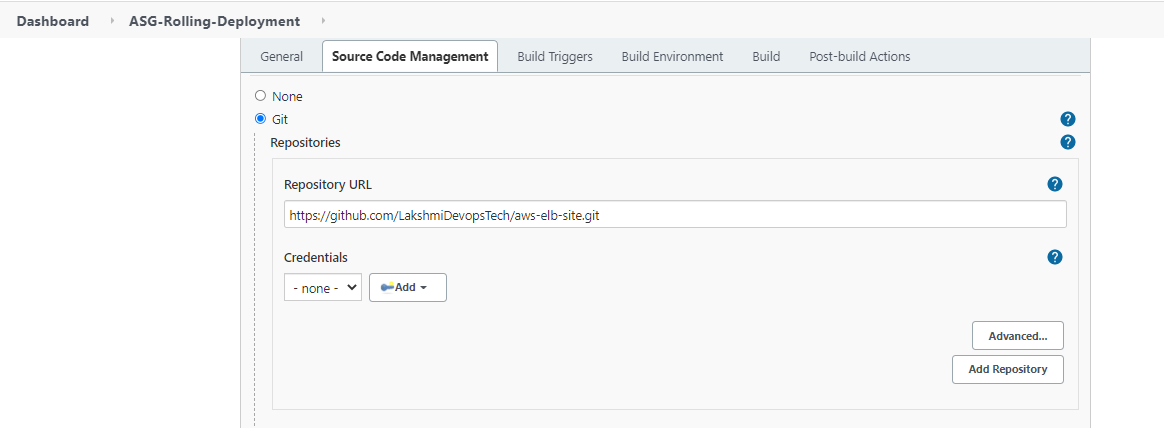 Dashboard ASG-Rolling-Deployment
General Source Code Management Build Triggers Build Environment Build Post-build Actions
None
Git ?
Repositories ?
Repository URL ?
https://github.com/LakshmiDevopsTech/aws-elb-site.git
Credentials ?
- none - Add
Advanced...
Add Repository